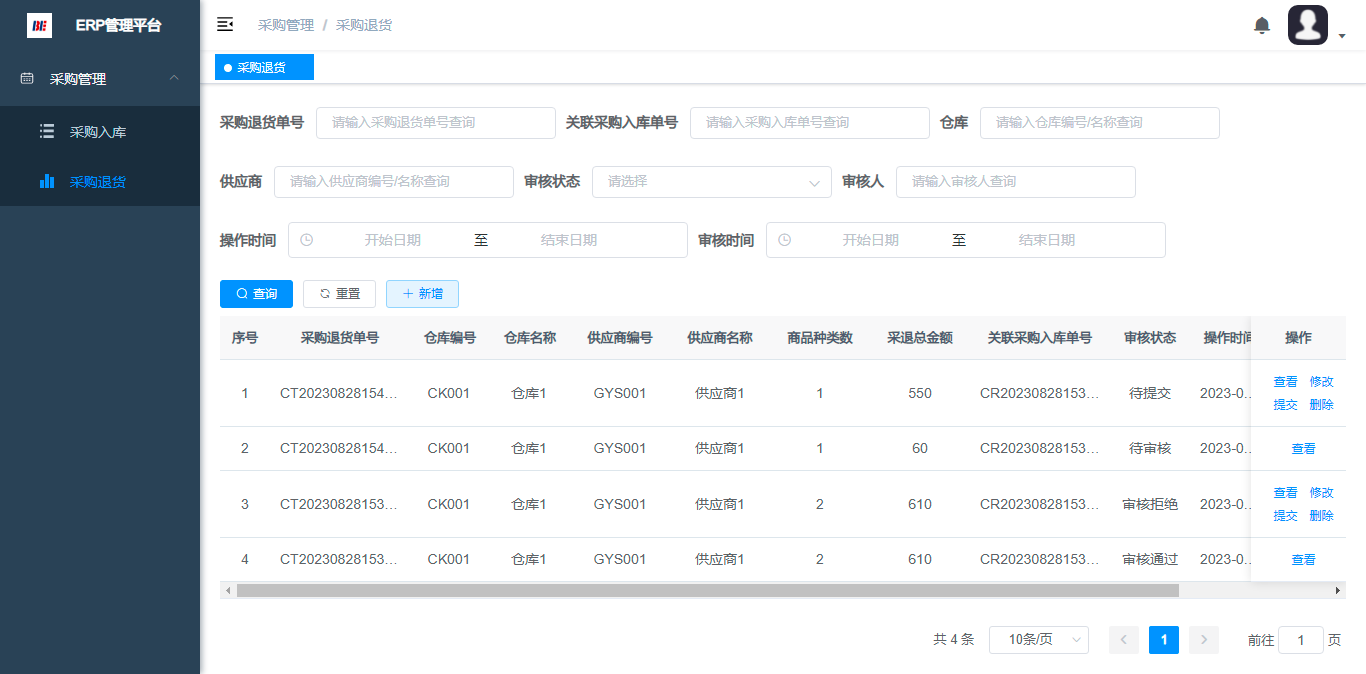 ERP管理平台
采购管理 / 采购退货
采购管理
采购入库
采购退货
采购退货
采购退货单号 请输入采购退货单号查询 关联采购入库单号 请输入采购入库单号查询 仓库 请输入仓库编号/名称查询
供应商 请输入供应商编号/名称查询 审核状态 请选择 审核人 请输入审核人查询
操作时间 开始日期 至 结束日期 审核时间 开始日期 至 结束日期
查询 重置 新增
序号 采购退货单号 仓库编号 仓库名称 供应商编号 供应商名称 商品种类数 采退总金额 关联采购入库单号 审核状态 操作时间 操作
1 CT20230828154... CK001 仓库1 GYS001 供应商1 1 550 CR20230828153... 待提交 2023-0... 查看 修改
提交 删除
2 CT20230828154... CK001 仓库1 GYS001 供应商1 1 60 CR20230828153... 待审核 2023-0... 查看
3 CT20230828153... CK001 仓库1 GYS001 供应商1 2 610 CR20230828153... 审核拒绝 2023-0... 查看 修改
提交 删除
4 CT20230828153... CK001 仓库1 GYS001 供应商1 2 610 CR20230828153... 审核通过 2023-0... 查看
共 4 条 10条/页 1 前往 1 页